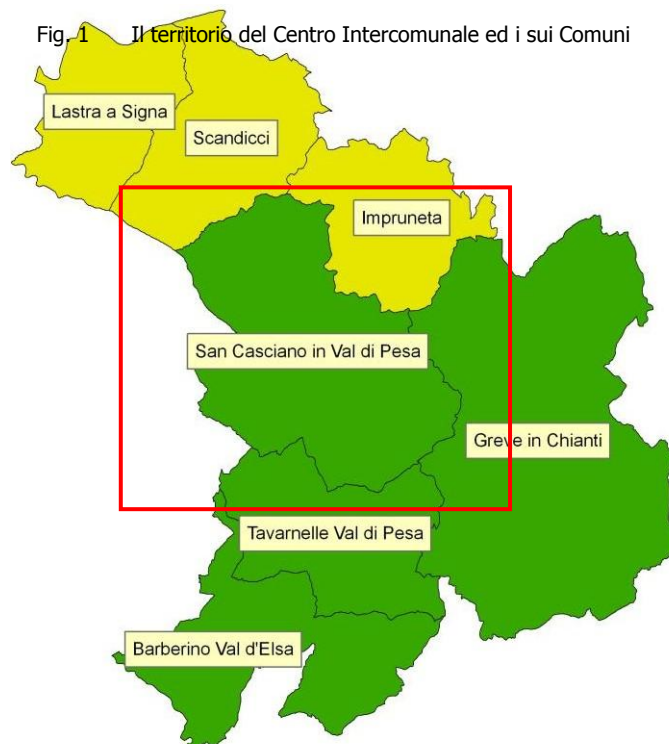 Fig. 1 Il territorio del Centro Intercomunale ed i sui Comuni
Lastra a Signa
Scandicci
Impruneta
San Casciano in Val di Pesa
Greve in Chianti
Tavarnelle Val di Pesa
Barberino Val d'Elsa